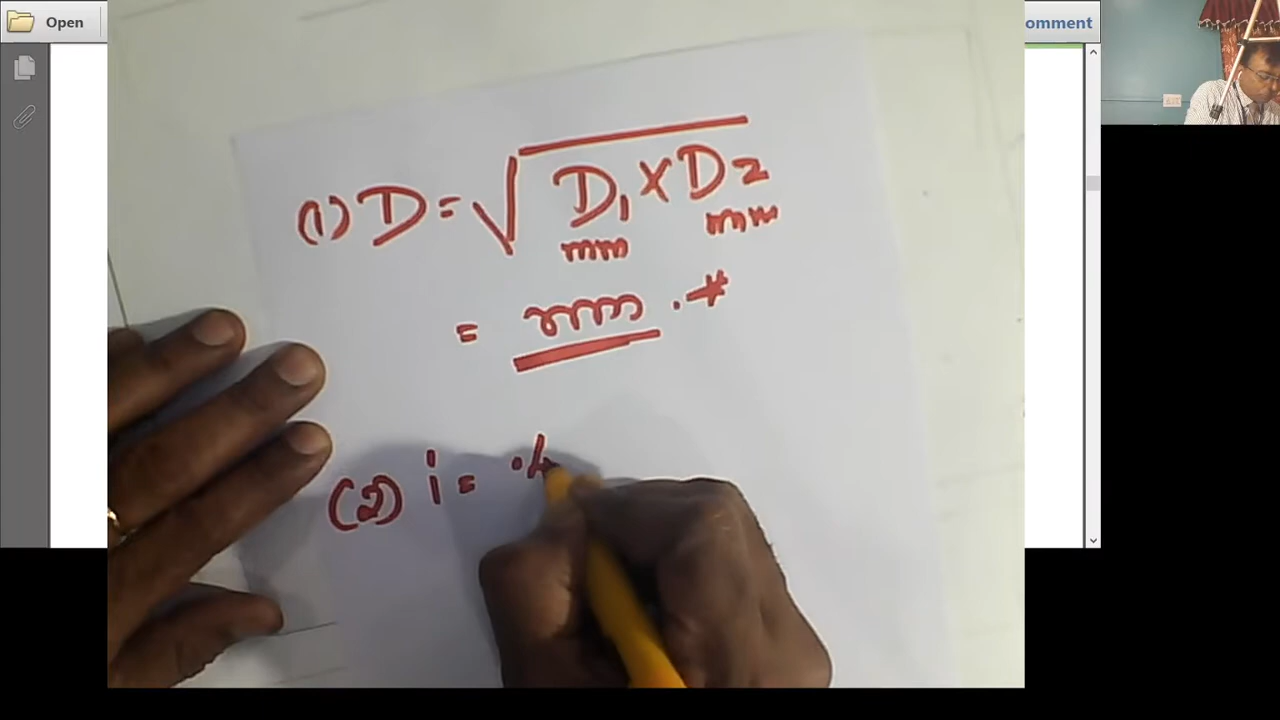 Open
omment
(1) D = √D₁ × D₂
mm mm
= mm . *
(2) i = .4